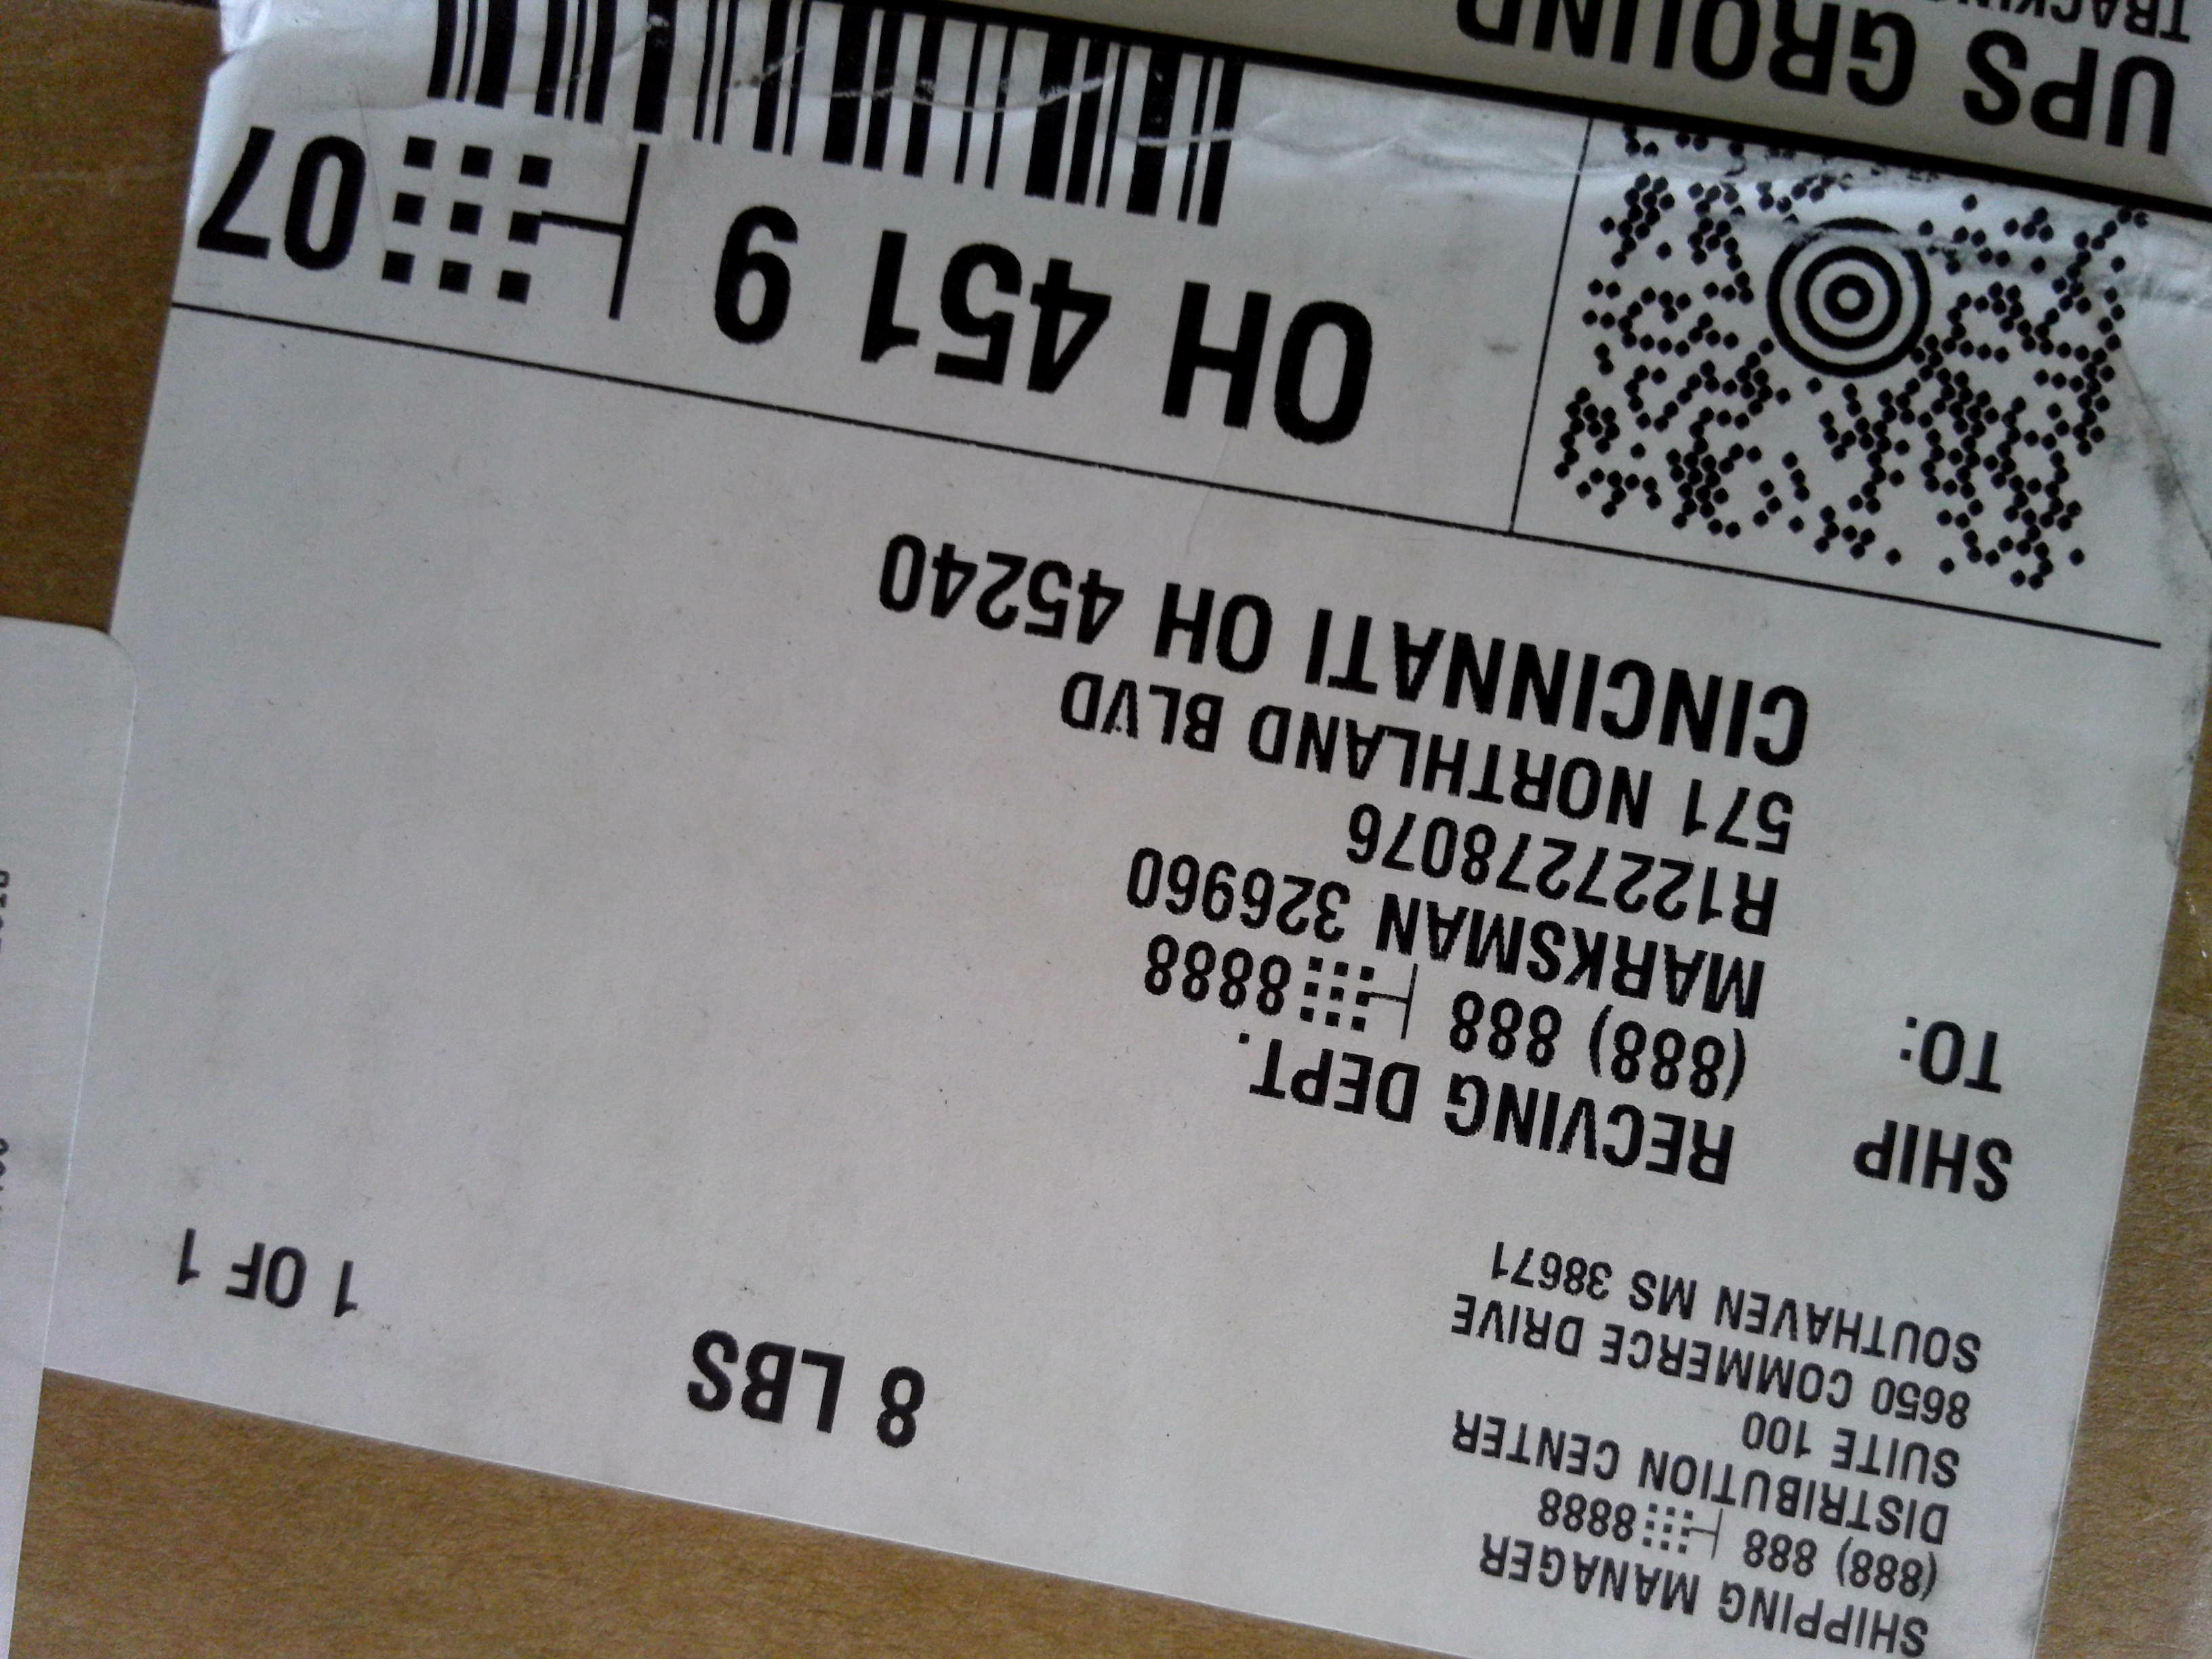 SHIPPING MANAGER
(888) 888 8888
DISTRIBUTION CENTER
SUITE 100
8650 COMMERCE DRIVE
SOUTHAVEN MS 38671
8 LBS
1 OF 1
SHIP
TO:
RECVING DEPT.
(888) 888 8888
MARKSMAN 326960
R1227278076
571 NORTHLAND BLVD
CINCINNATI OH 45240
OH 451 9 07
UPS GROUND